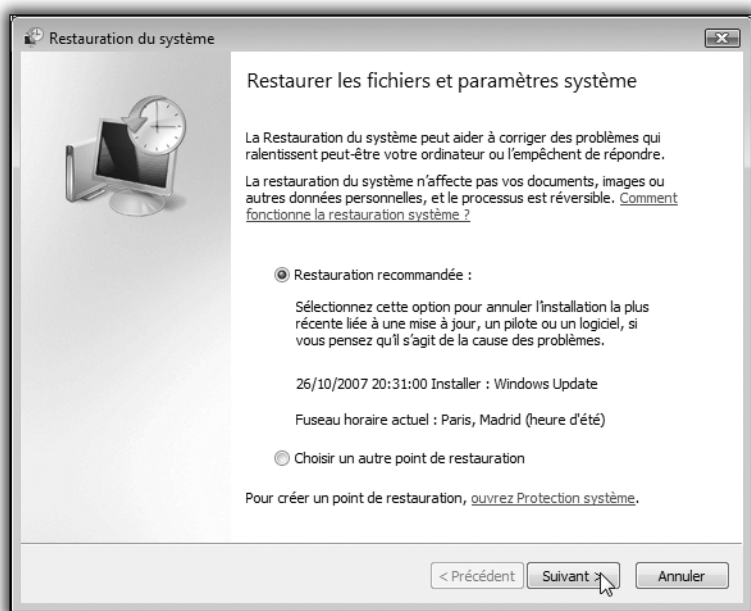 Restauration du système
Restaurer les fichiers et paramètres système
La Restauration du système peut aider à corriger des problèmes qui
ralentissent peut-être votre ordinateur ou l'empêchent de répondre.
La restauration du système n'affecte pas vos documents, images ou
autres données personnelles, et le processus est réversible. Comment
fonctionne la restauration système ?
Restauration recommandée :
Sélectionnez cette option pour annuler l'installation la plus
récente liée à une mise à jour, un pilote ou un logiciel, si
vous pensez qu'il s'agit de la cause des problèmes.
26/10/2007 20:31:00 Installer : Windows Update
Fuseau horaire actuel : Paris, Madrid (heure d'été)
Choisir un autre point de restauration
Pour créer un point de restauration, ouvrez Protection système.
< Précédent
Suivant >
Annuler